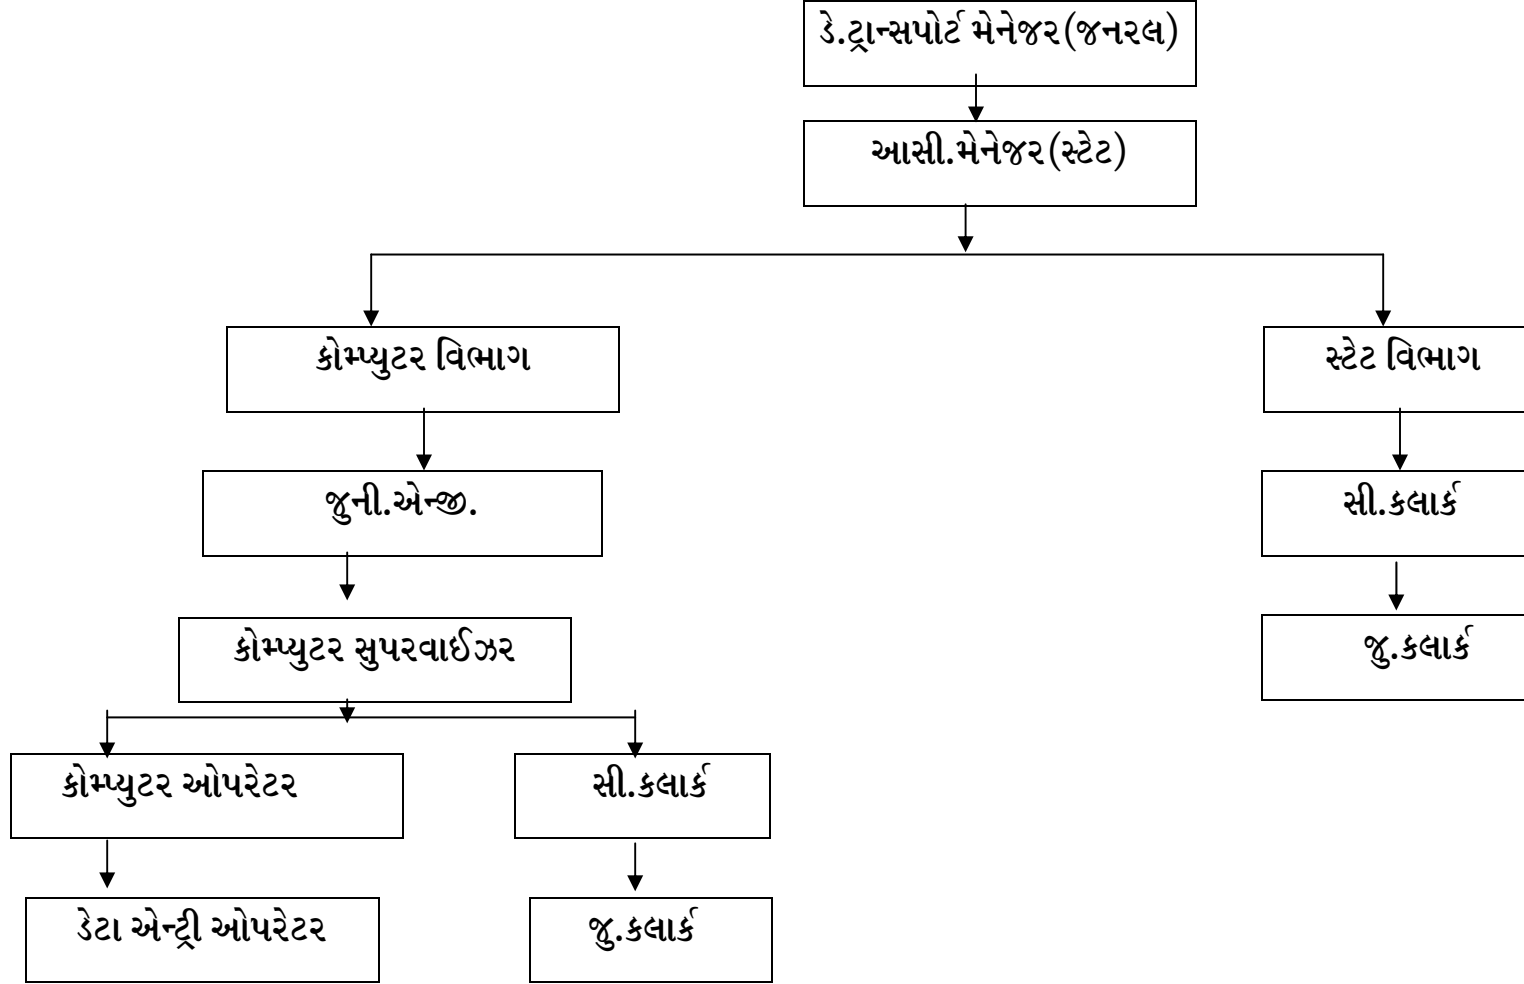 ડે.ટ્રાન્સપોર્ટ મેનેજર(જનરલ)
આસી.મેનેજર(સ્ટેટ)
કોમ્પ્યુટર વિભાગ
સ્ટેટ વિભાગ
જુની.એન્જી.
સી.કલાર્ક
કોમ્પ્યુટર સુપરવાઈઝર
જુ.કલાર્ક
કોમ્પ્યુટર ઓપરેટર
સી.કલાર્ક
ડેટા એન્ટ્રી ઓપરેટર
જુ.કલાર્ક